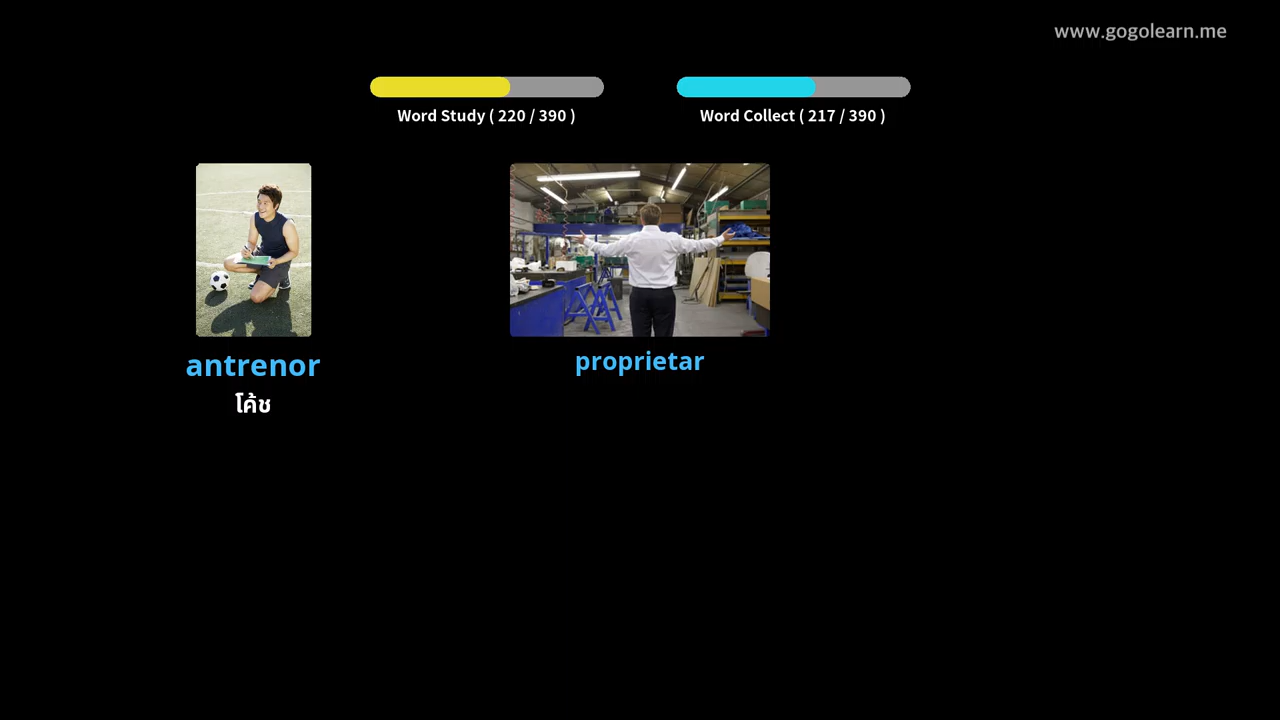 www.gogolearn.me
Word Study ( 220 / 390 )
Word Collect ( 217 / 390 )
antrenor
proprietar
โค้ช